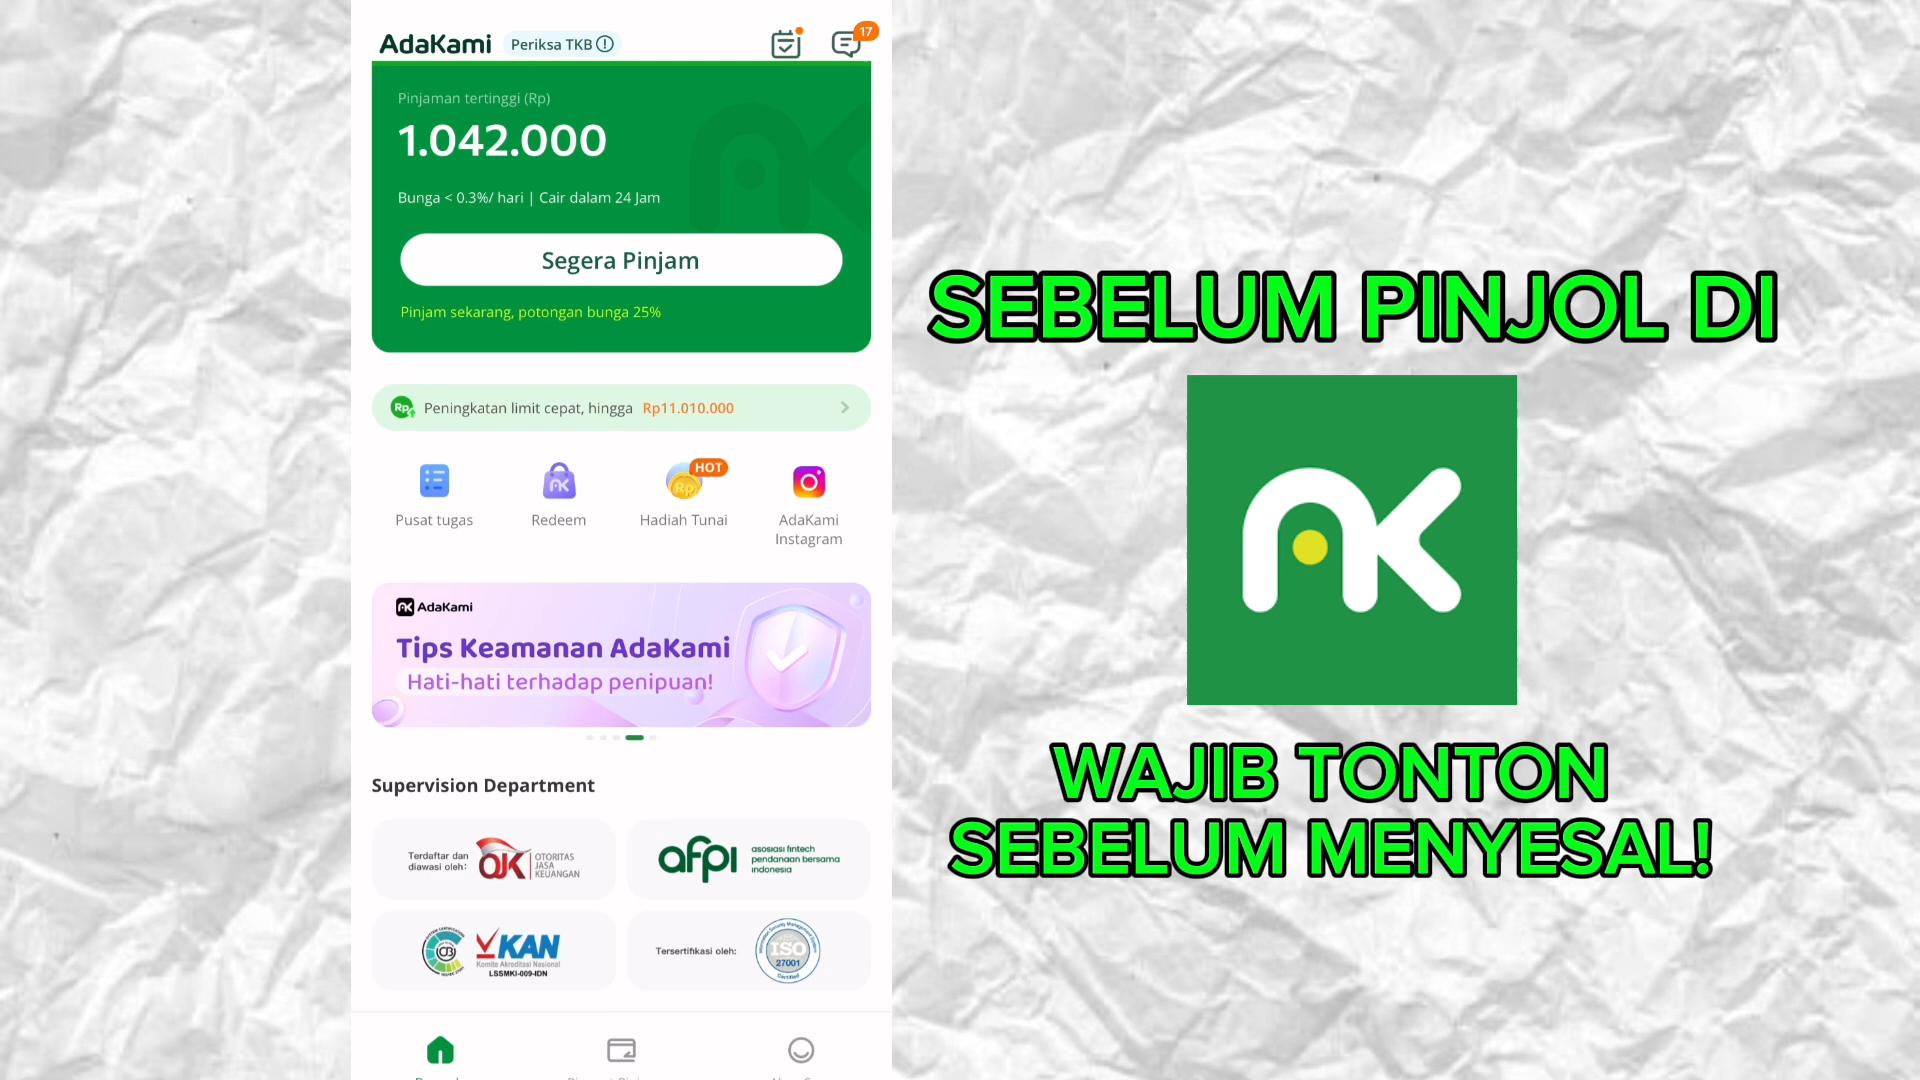 AdaKami
Periksa TKB
17
Pinjaman tertinggi (Rp)
1.042.000
Bunga < 0.3%/ hari | Cair dalam 24 Jam
Segera Pinjam
Pinjam sekarang, potongan bunga 25%
Rp
Peningkatan limit cepat, hingga Rp11.010.000
HOT
Rp
Pusat tugas
Redeem
Hadiah Tunai
AdaKami
Instagram
AdaKami
Tips Keamanan AdaKami
Hati-hati terhadap penipuan!
Supervision Department
Terdaftar dan
diawasi oleh:
OJK
OTORITAS
JASA
KEUANGAN
afpi
asosiasi fintech
pendanaan bersama
indonesia
KAN
Komite Akreditasi Nasional
LSSMKI-009-IDN
Tersertifikasi oleh:
ISO
27001
Certified
SEBELUM PINJOL DI
AK
WAJIB TONTON
SEBELUM MENYESAL!